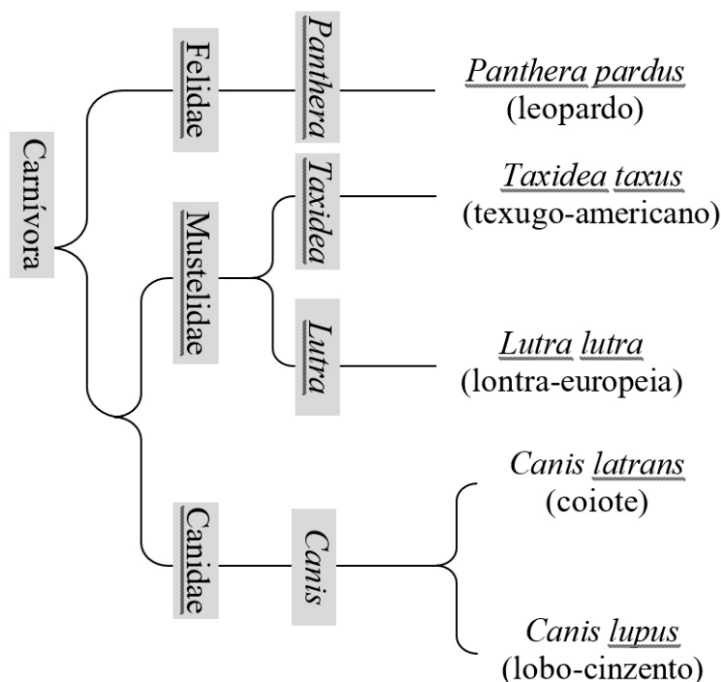 Carnívora
Felidae
Panthera
Panthera pardus
(leopardo)
Mustelidae
Taxidea
Taxidea taxus
(texugo-americano)
Lutra
Lutra lutra
(lontra-europeia)
Canidae
Canis
Canis latrans
(coiote)
Canis lupus
(lobo-cinzento)